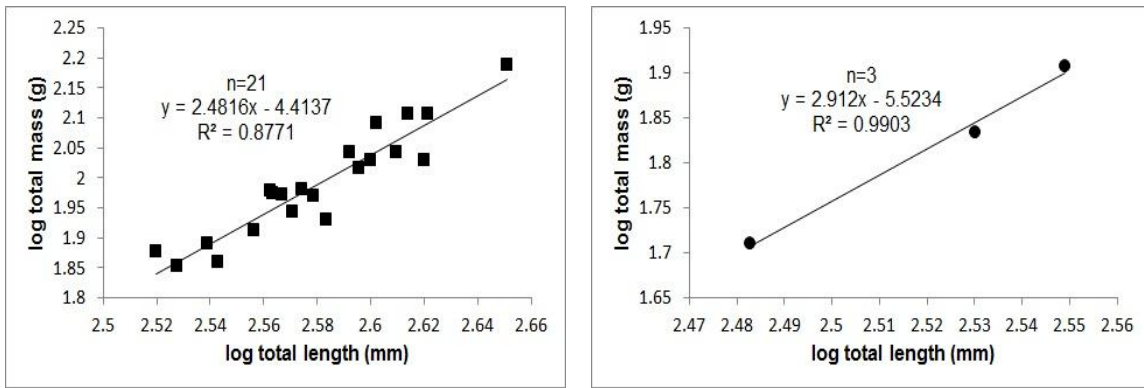 2.25
2.2
2.15
2.1
2.05
2
1.95
1.9
1.85
1.8
2.5 2.52 2.54 2.56 2.58 2.6 2.62 2.64 2.66
log total mass (g)
log total length (mm)
n=21
y = 2.4816x - 4.4137
R² = 0.8771
1.95
1.9
1.85
1.8
1.75
1.7
1.65
2.47 2.48 2.49 2.5 2.51 2.52 2.53 2.54 2.55 2.56
log total mass (g)
log total length (mm)
n=3
y = 2.912x - 5.5234
R² = 0.9903